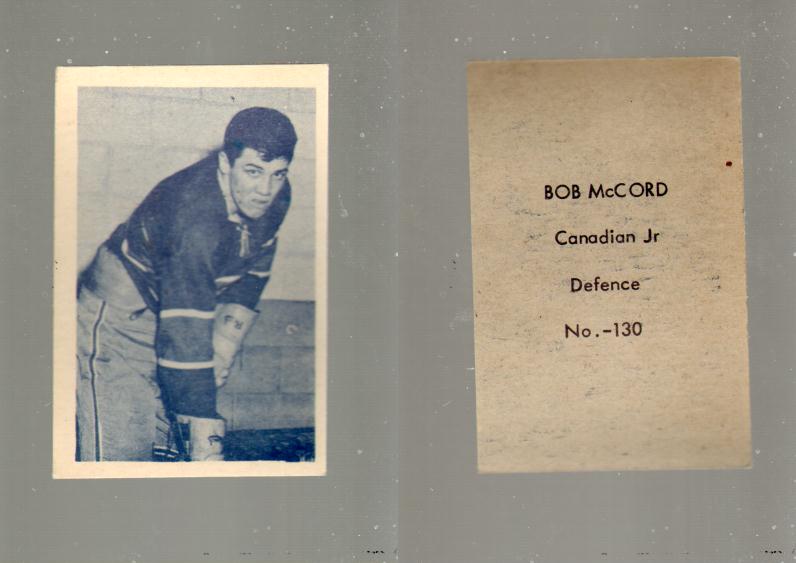 BOB McCORD
Canadian Jr
Defence
No.-130